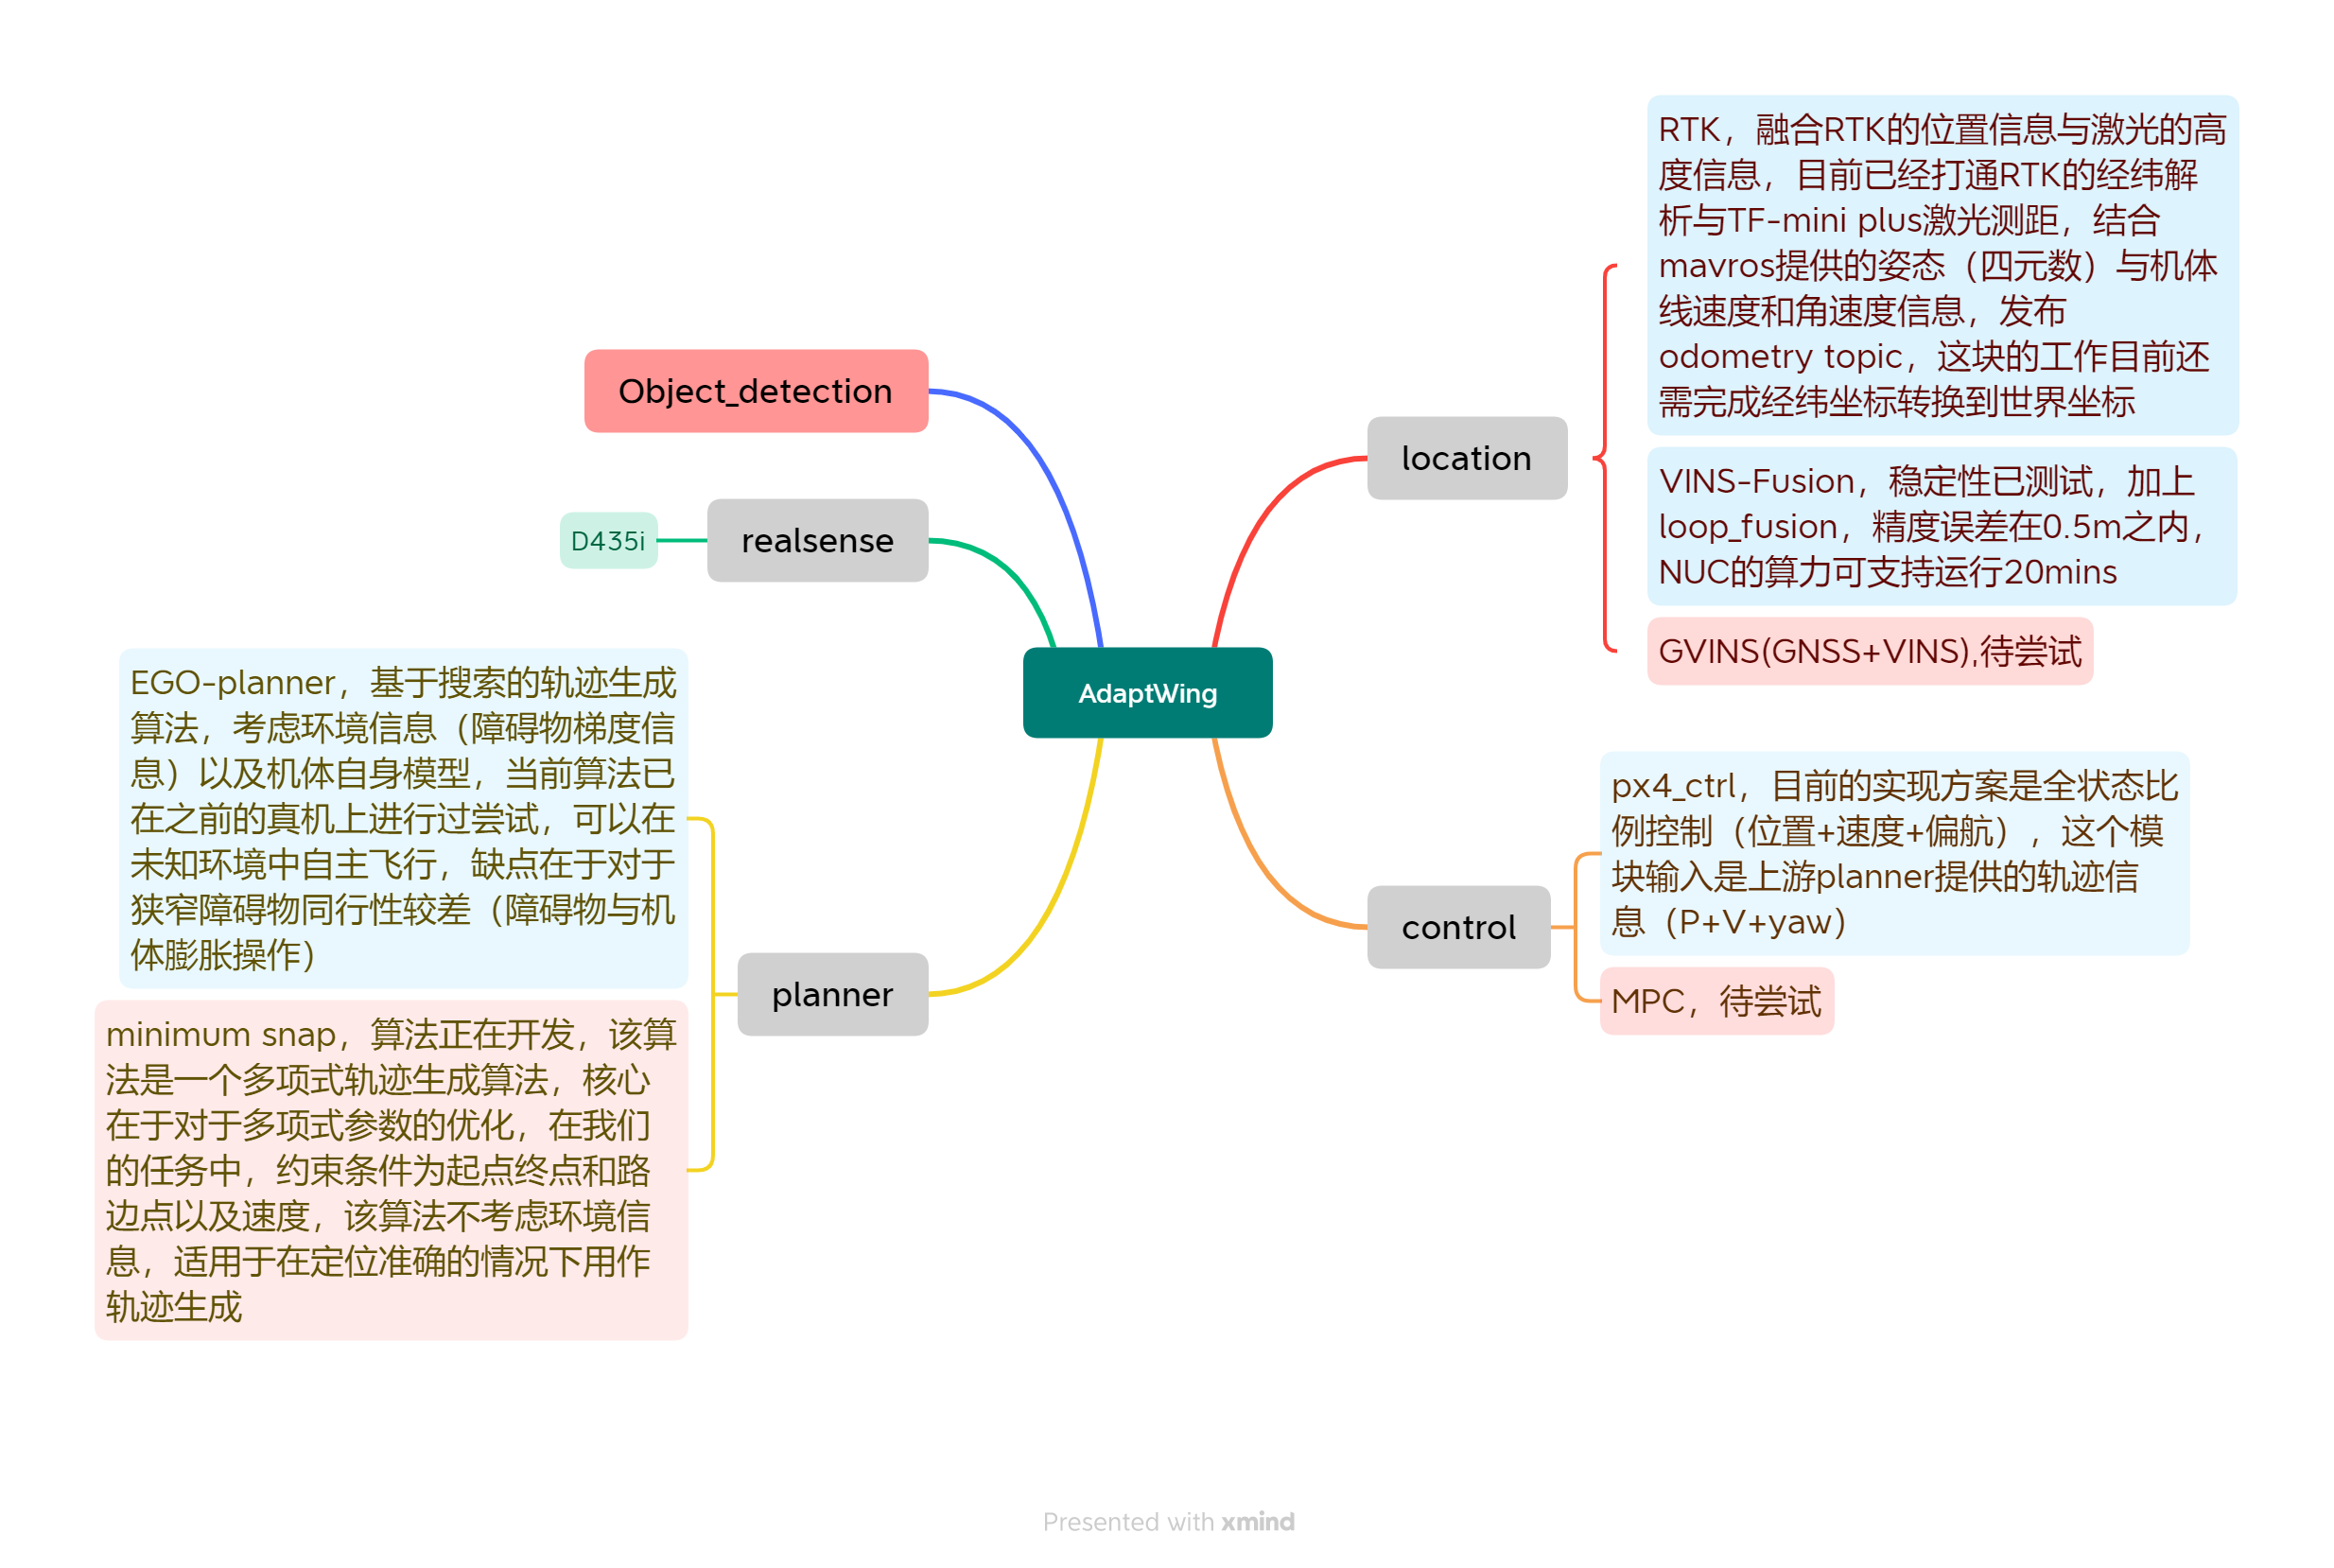 RTK，融合RTK的位置信息与激光的高
度信息，目前已经打通RTK的经纬解
析与TF-mini plus激光测距，结合
mavros提供的姿态（四元数）与机体
线速度和角速度信息，发布
odometry topic，这块的工作目前还
需完成经纬坐标转换到世界坐标
location
VINS-Fusion，稳定性已测试，加上
loop_fusion，精度误差在0.5m之内，
NUC的算力可支持运行20mins
GVINS(GNSS+VINS),待尝试
Object_detection
realsense
D435i
AdaptWing
px4_ctrl，目前的实现方案是全状态比
例控制（位置+速度+偏航），这个模
块输入是上游planner提供的轨迹信
息（P+V+yaw）
control
MPC，待尝试
EGO-planner，基于搜索的轨迹生成
算法，考虑环境信息（障碍物梯度信
息）以及机体自身模型，当前算法已
在之前的真机上进行过尝试，可以在
未知环境中自主飞行，缺点在于对于
狭窄障碍物同行性较差（障碍物与机
体膨胀操作）
planner
minimum snap，算法正在开发，该算
法是一个多项式轨迹生成算法，核心
在于对于多项式参数的优化，在我们
的任务中，约束条件为起点终点和路
边点以及速度，该算法不考虑环境信
息，适用于在定位准确的情况下用作
轨迹生成
Presented with xmind